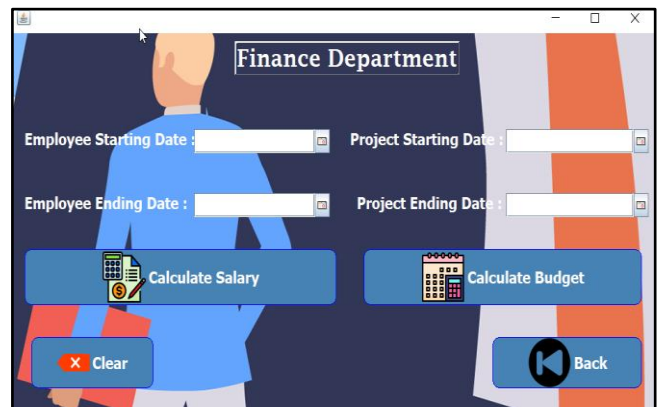 Finance Department
Employee Starting Date :
Project Starting Date :
Employee Ending Date :
Project Ending Date :
Calculate Salary
Calculate Budget
Clear
Back